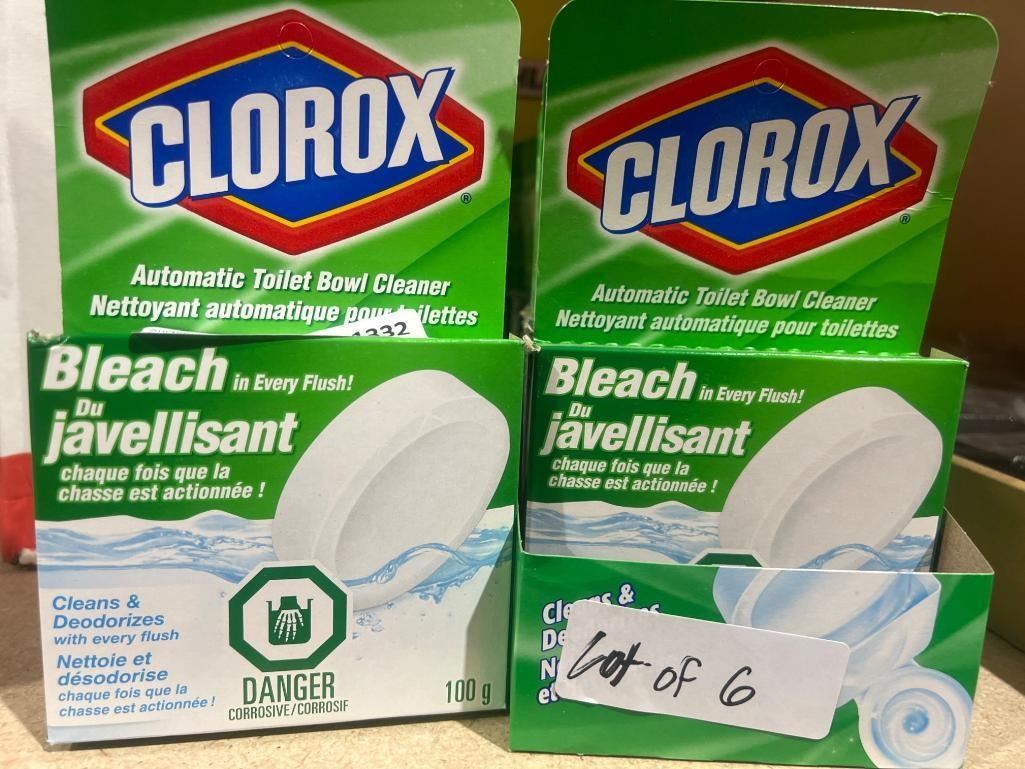 CLOROX
®
Automatic Toilet Bowl Cleaner
Nettoyant automatique pour toilettes
1332
Bleach in Every Flush!
Du
javellisant
chaque fois que la
chasse est actionnée !
Cleans &
Deodorizes
with every flush
Nettoie et
désodorise
chaque fois que la
chasse est actionnée !
DANGER
CORROSIVE/CORROSIF
100 g
CLOROX
®
Automatic Toilet Bowl Cleaner
Nettoyant automatique pour toilettes
Bleach in Every Flush!
Du
javellisant
chaque fois que la
chasse est actionnée !
Cleans &
Lot of 6